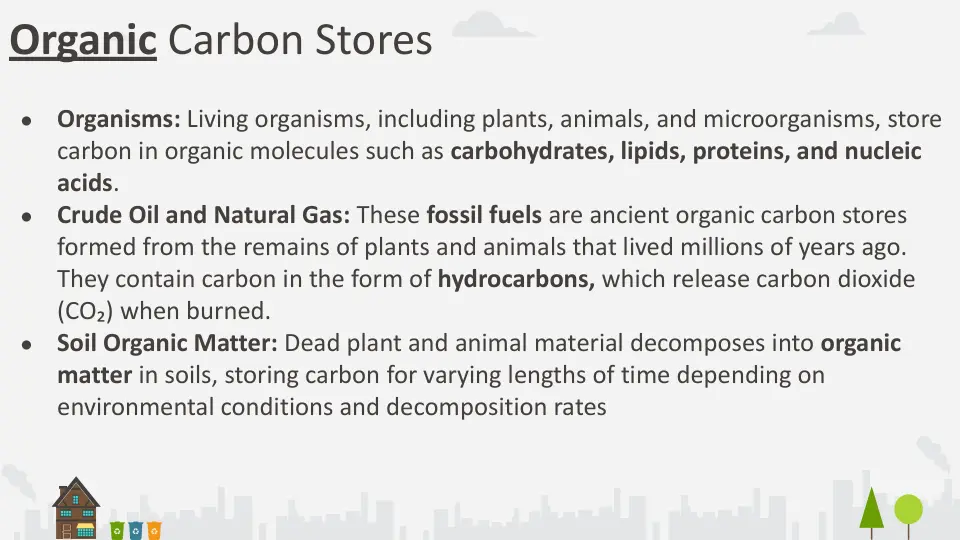 Organic Carbon Stores
● Organisms: Living organisms, including plants, animals, and microorganisms, store
carbon in organic molecules such as carbohydrates, lipids, proteins, and nucleic
acids.
● Crude Oil and Natural Gas: These fossil fuels are ancient organic carbon stores
formed from the remains of plants and animals that lived millions of years ago.
They contain carbon in the form of hydrocarbons, which release carbon dioxide
(CO₂) when burned.
● Soil Organic Matter: Dead plant and animal material decomposes into organic
matter in soils, storing carbon for varying lengths of time depending on
environmental conditions and decomposition rates